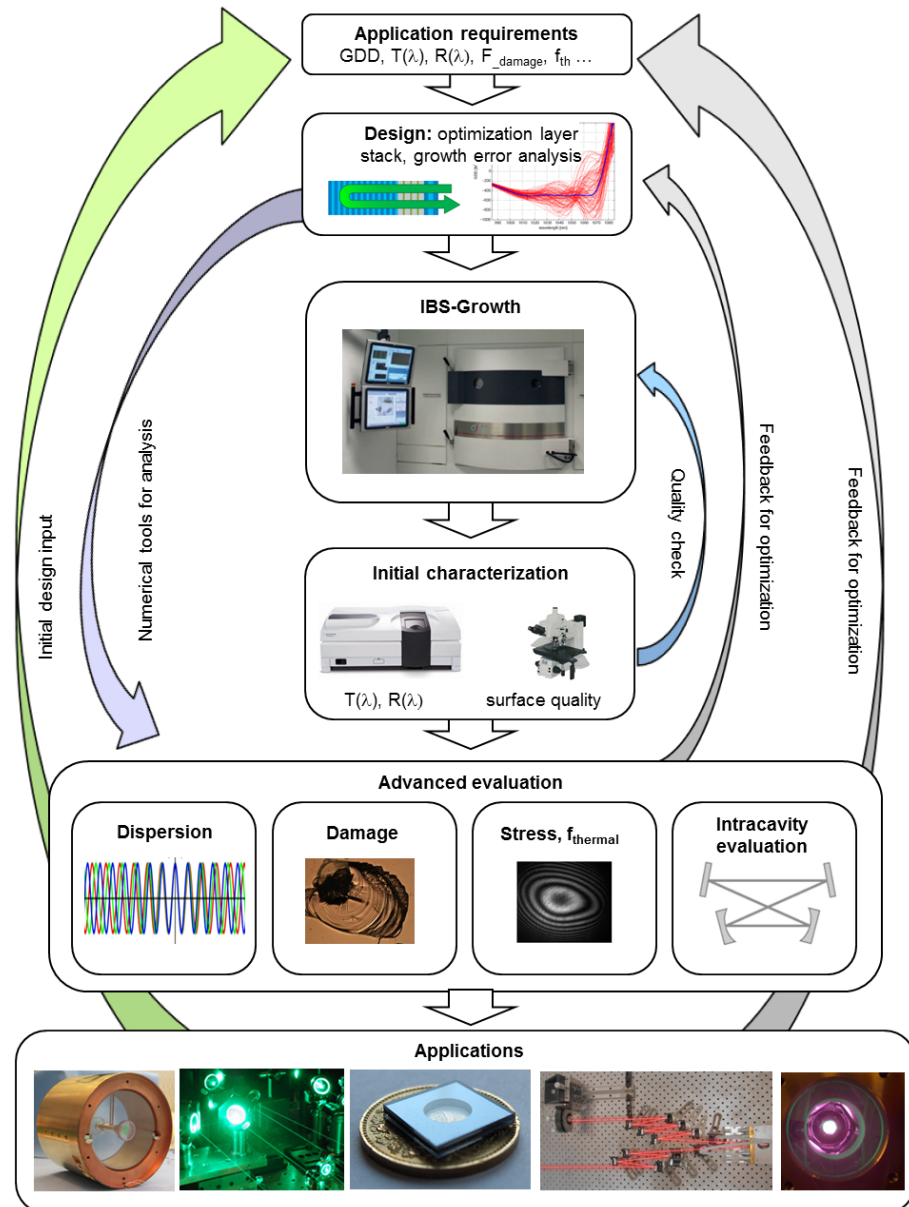 Application requirements
GDD, T(λ), R(λ), F_damage, fth ...
Design: optimization layer
stack, growth error analysis
wavelength [nm]
IBS-Growth
Initial characterization
T(λ), R(λ)
surface quality
Initial design input
Numerical tools for analysis
Quality
check
Feedback for optimization
Feedback for optimization
Advanced evaluation
Dispersion
Damage
Stress, fthermal
Intracavity
evaluation
Applications